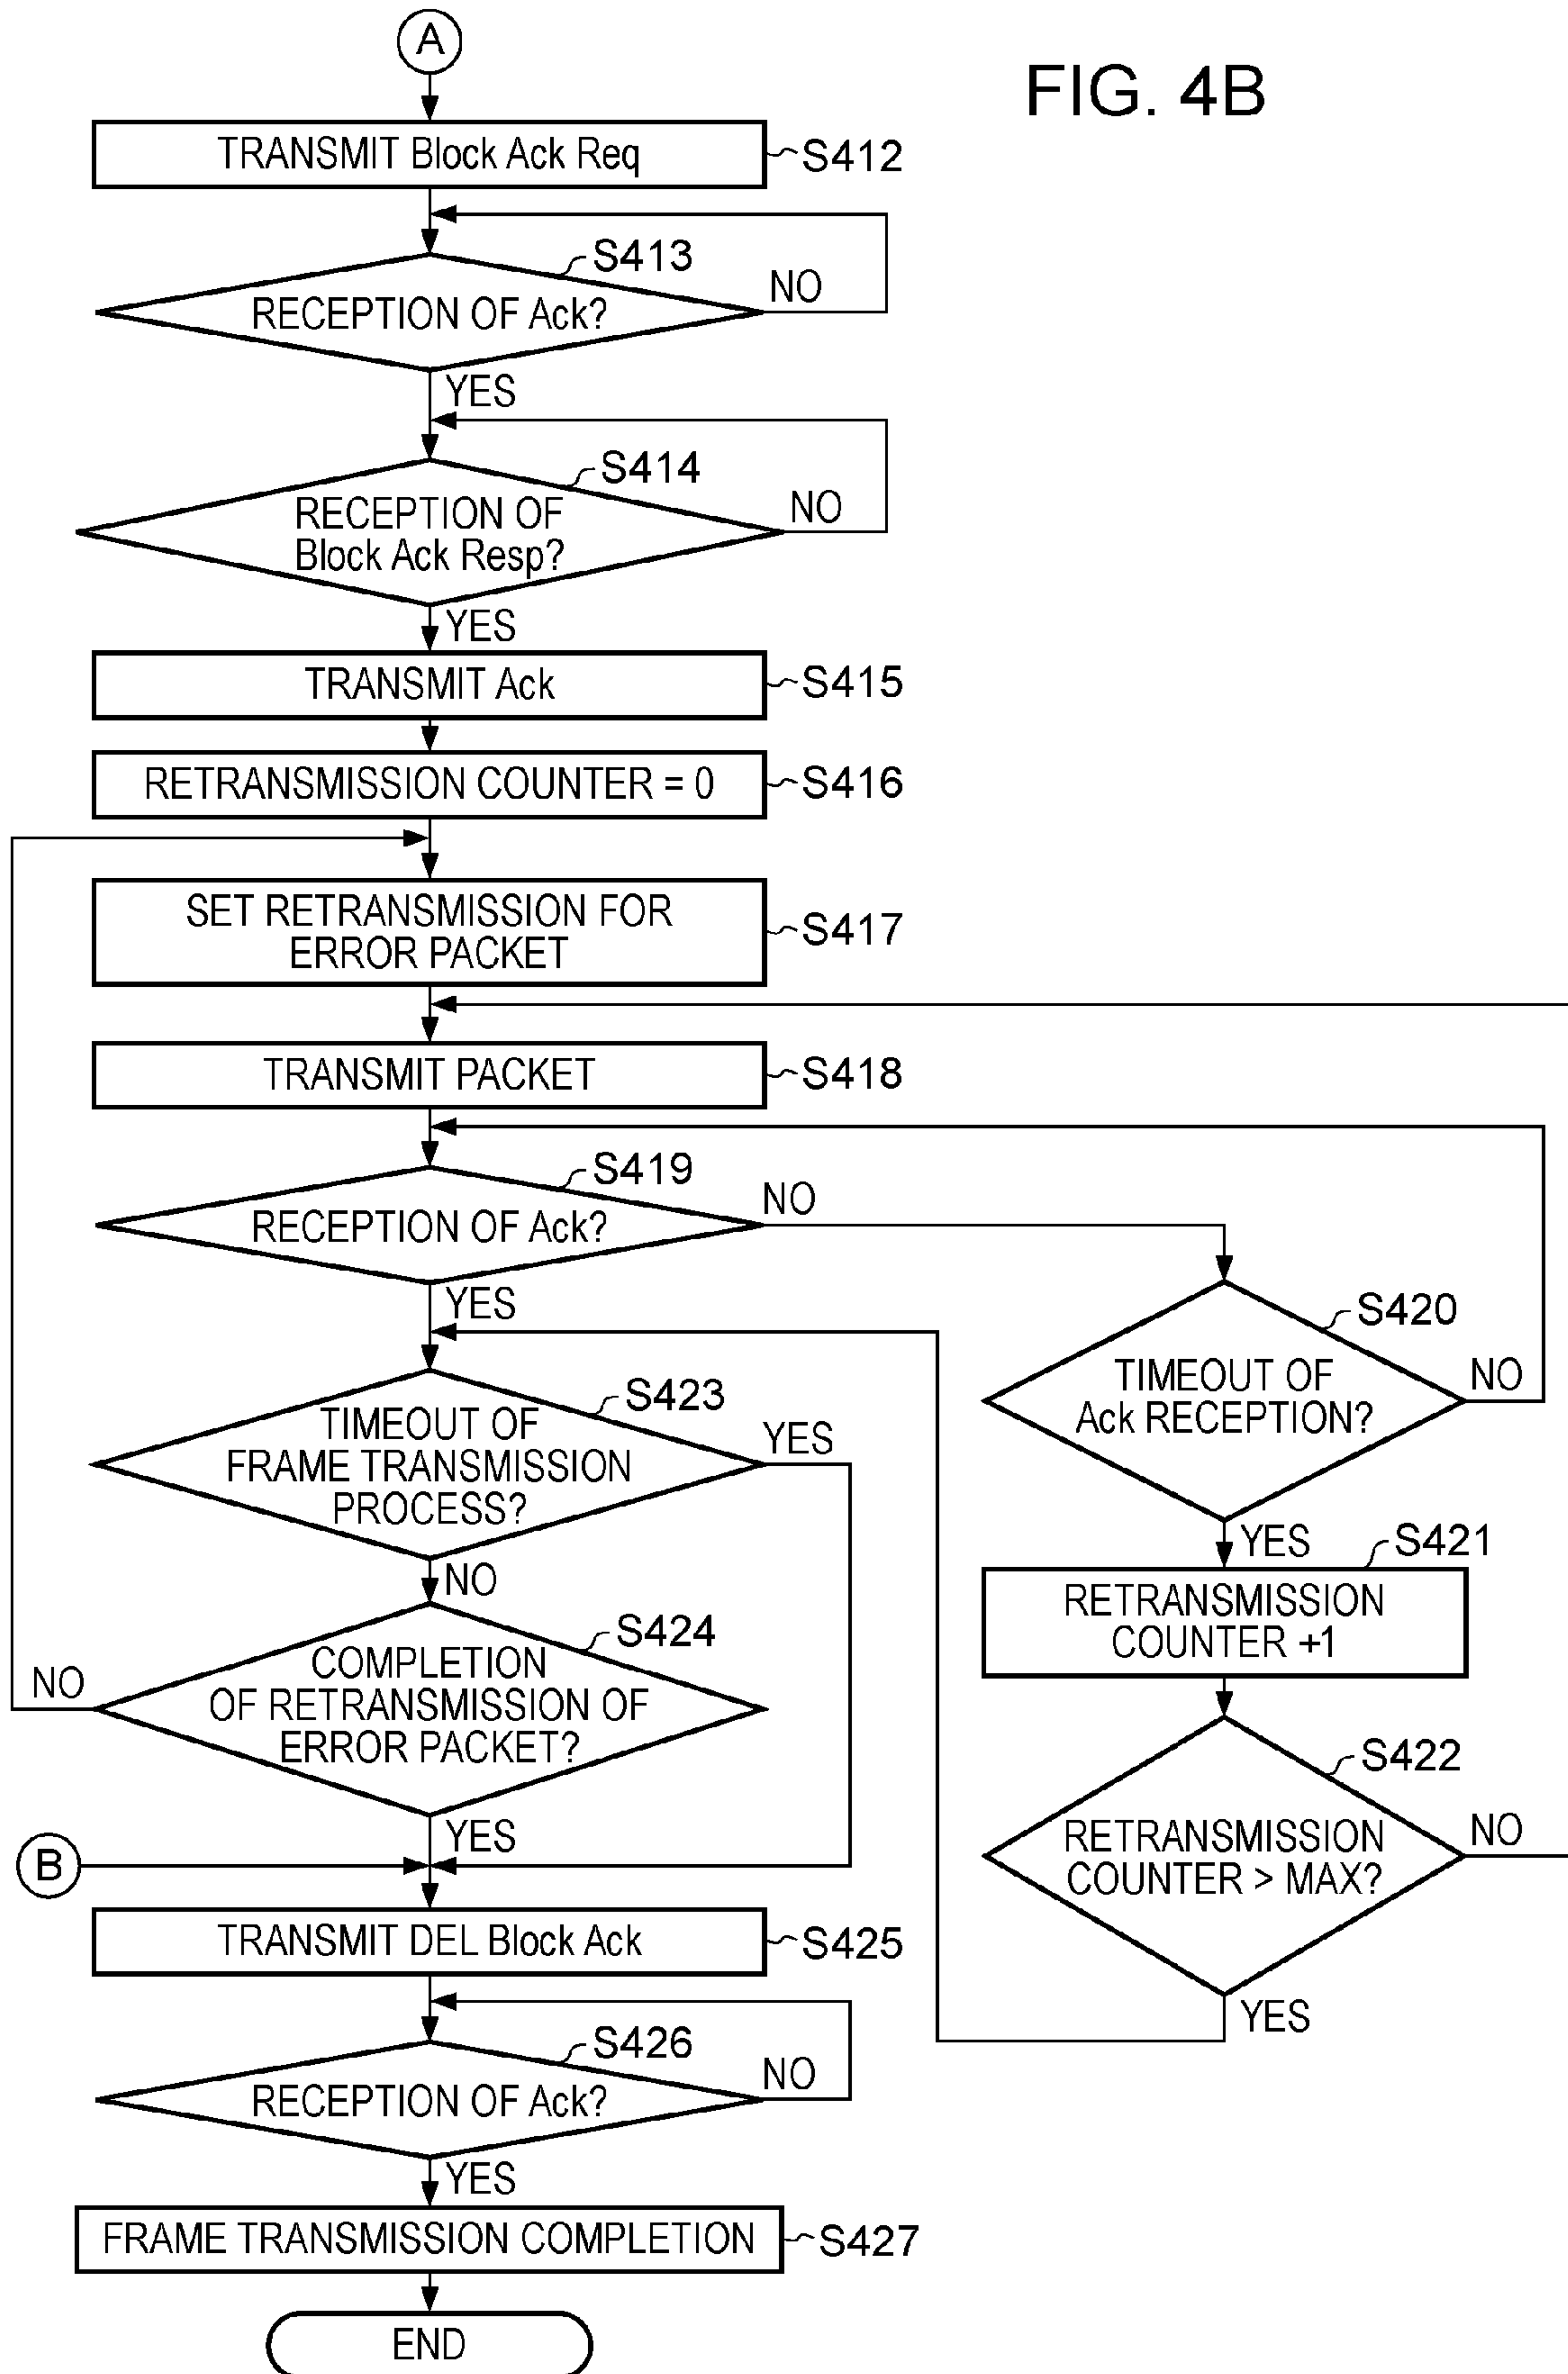 A
FIG. 4B
TRANSMIT Block Ack Req
S412
S413
RECEPTION OF Ack?
NO
YES
S414
RECEPTION OF
Block Ack Resp?
NO
YES
TRANSMIT Ack
S415
RETRANSMISSION COUNTER = 0
S416
SET RETRANSMISSION FOR
ERROR PACKET
S417
TRANSMIT PACKET
S418
S419
RECEPTION OF Ack?
NO
YES
S420
TIMEOUT OF
Ack RECEPTION?
NO
YES
S421
RETRANSMISSION
COUNTER +1
S422
RETRANSMISSION
COUNTER > MAX?
NO
YES
S423
TIMEOUT OF
FRAME TRANSMISSION
PROCESS?
YES
NO
S424
COMPLETION
OF RETRANSMISSION OF
ERROR PACKET?
NO
YES
B
TRANSMIT DEL Block Ack
S425
S426
RECEPTION OF Ack?
NO
YES
FRAME TRANSMISSION COMPLETION
S427
END